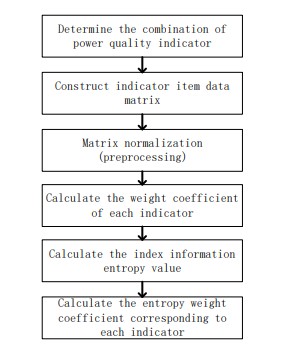 Determine the combination of
power quality indicator
Construct indicator item data
matrix
Matrix normalization
(preprocessing)
Calculate the weight coefficient
of each indicator
Calculate the index information
entropy value
Calculate the entropy weight
coefficient corresponding to
each indicator